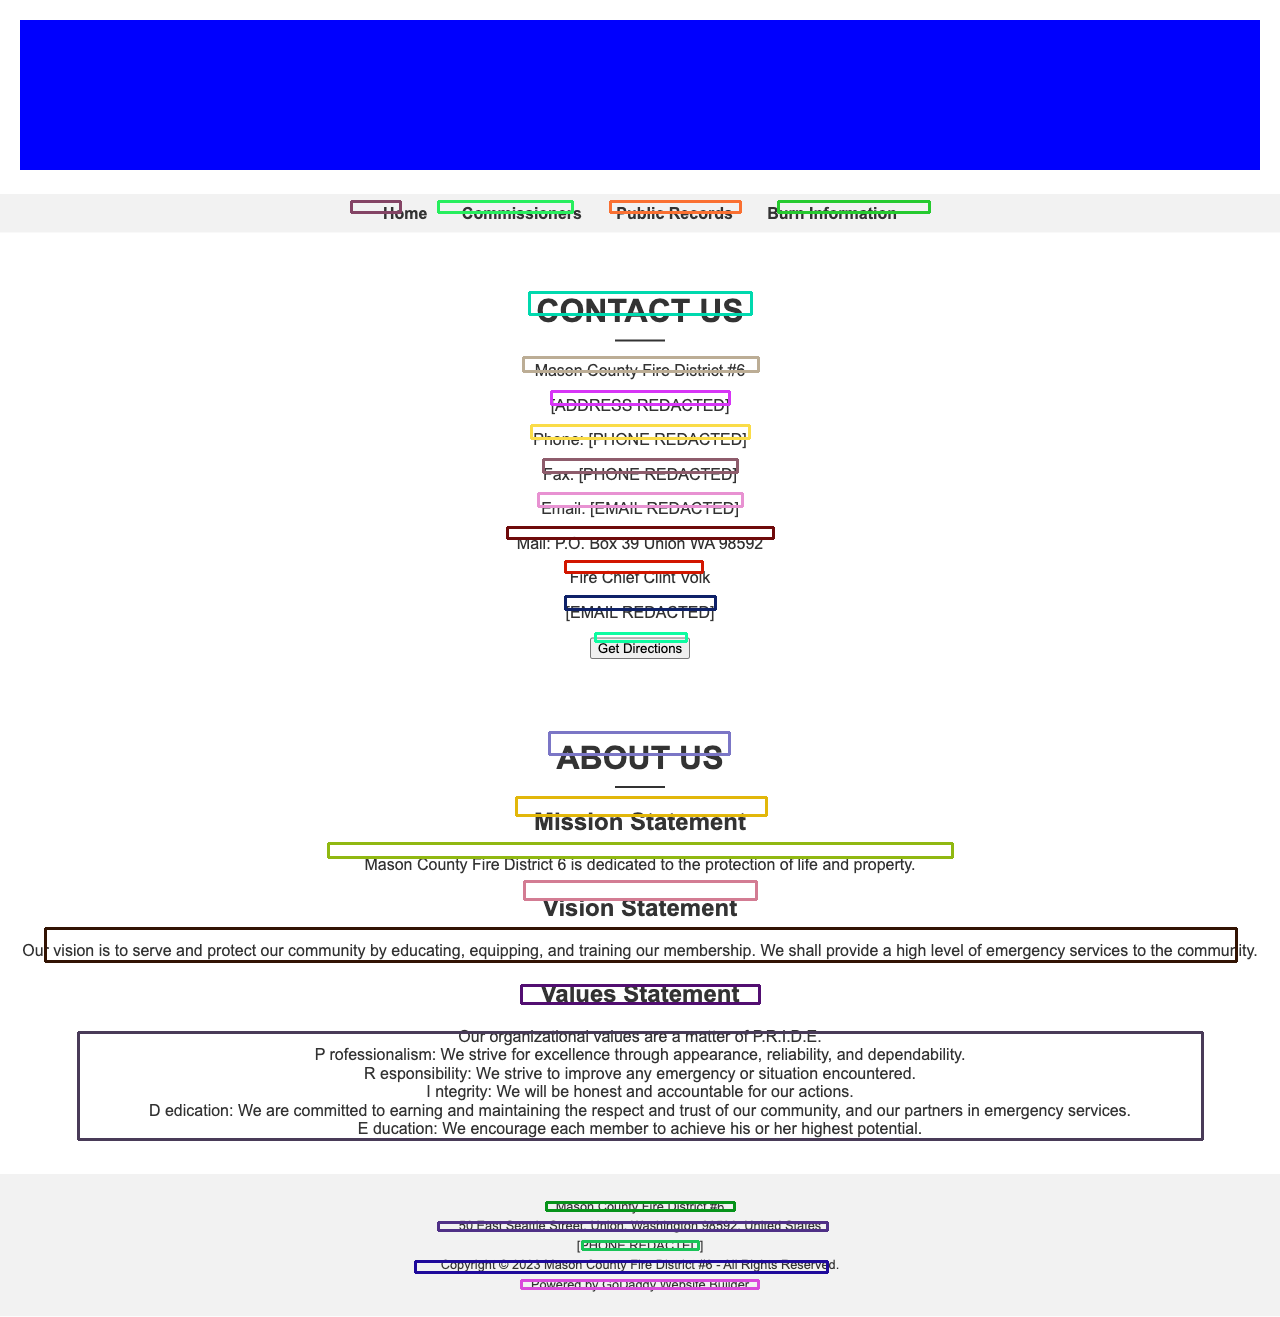 Home Commissioners Public Records Burn Information
CONTACT US
Mason County Fire District #6
[ADDRESS REDACTED]
Phone: [PHONE REDACTED]
Fax: [PHONE REDACTED]
Email: [EMAIL REDACTED]
Mail: P.O. Box 39 Union WA 98592
Fire Chief Clint Volk
[EMAIL REDACTED]
Get Directions
ABOUT US
Mission Statement
Mason County Fire District 6 is dedicated to the protection of life and property.
Vision Statement
Our vision is to serve and protect our community by educating, equipping, and training our membership. We shall provide a high level of emergency services to the community.
Values Statement
Our organizational values are a matter of P.R.I.D.E.
P rofessionalism: We strive for excellence through appearance, reliability, and dependability.
R esponsibility: We strive to improve any emergency or situation encountered.
I ntegrity: We will be honest and accountable for our actions.
D edication: We are committed to earning and maintaining the respect and trust of our community, and our partners in emergency services.
E ducation: We encourage each member to achieve his or her highest potential.
Mason County Fire District #6
50 East Seattle Street, Union, Washington 98592, United States
[PHONE REDACTED]
Copyright © 2023 Mason County Fire District #6 - All Rights Reserved.
Powered by GoDaddy Website Builder